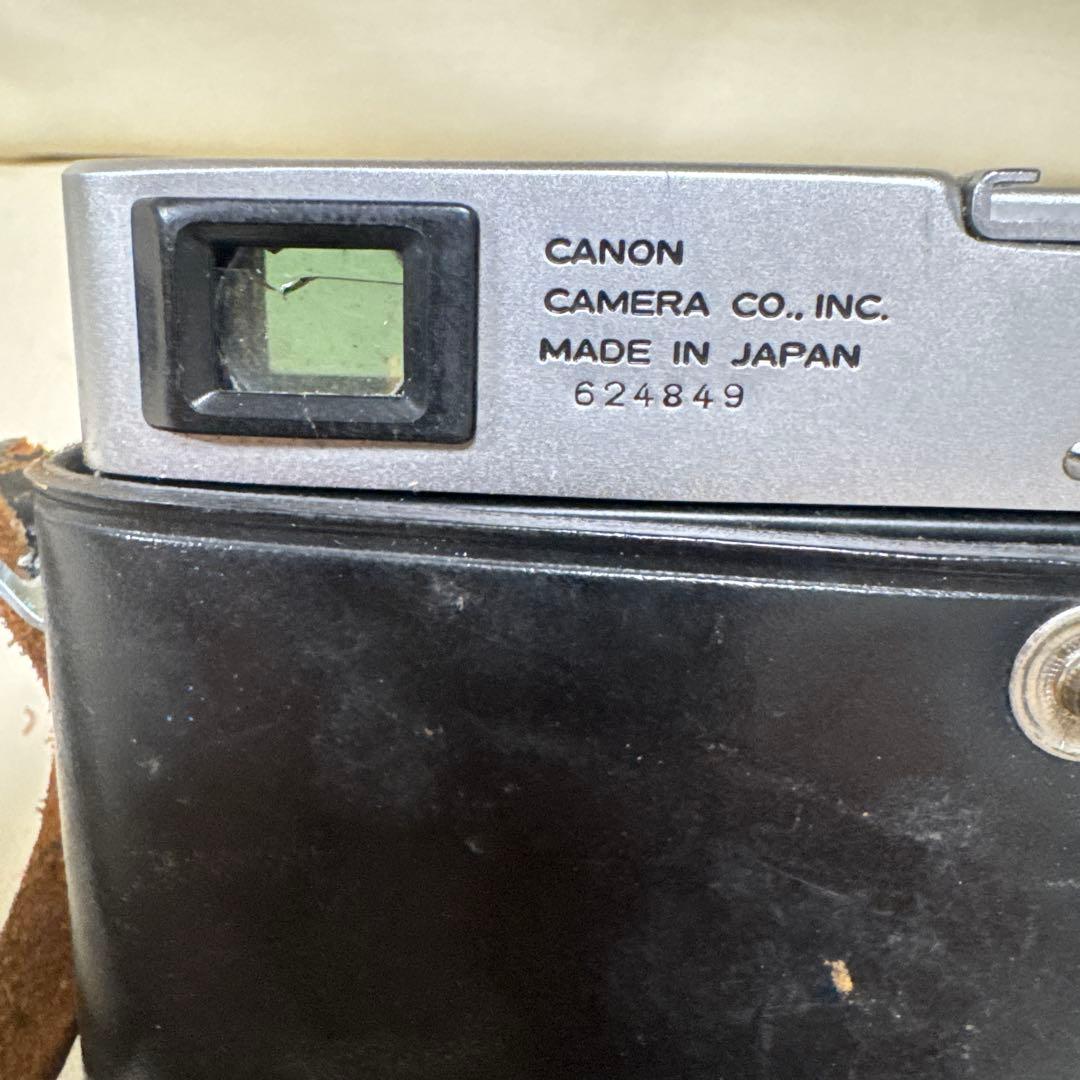 CANON
CAMERA CO., INC.
MADE IN JAPAN
624849